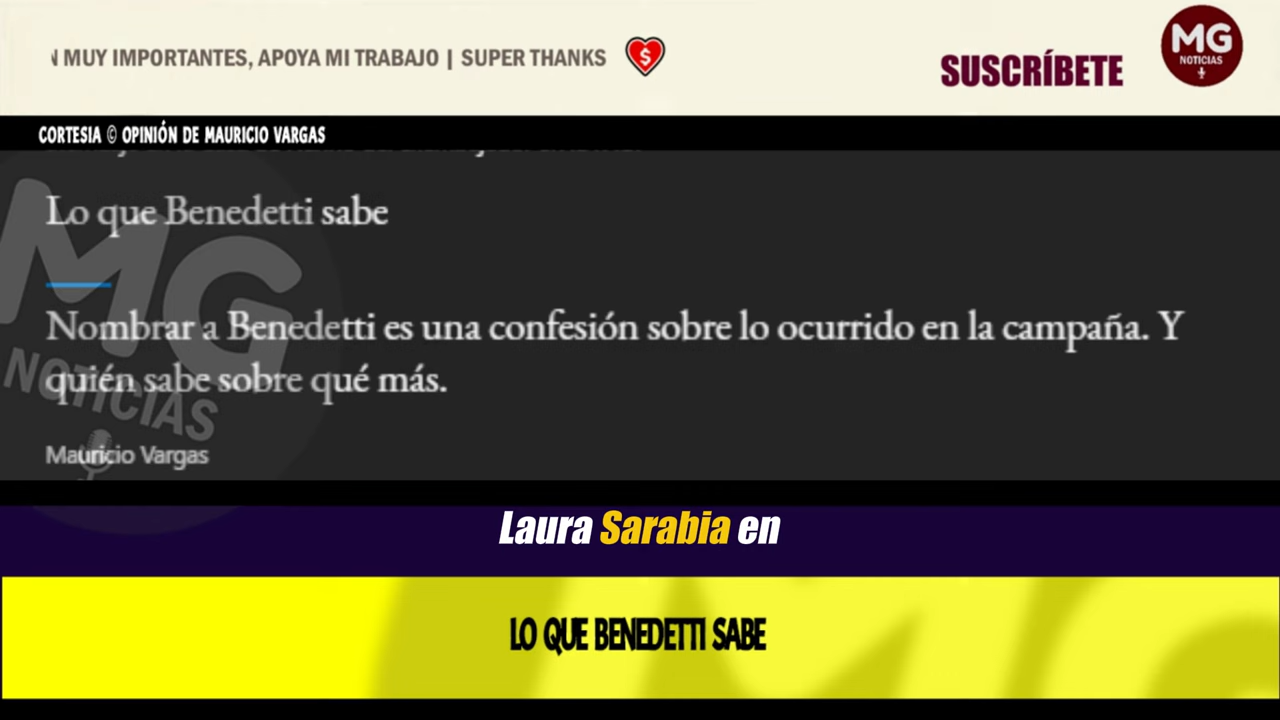 N MUY IMPORTANTES, APOYA MI TRABAJO | SUPER THANKS
SUSCRÍBETE
MG
NOTICIAS
CORTESIA © OPINIÓN DE MAURICIO VARGAS
Lo que Benedetti sabe
Nombrar a Benedetti es una confesión sobre lo ocurrido en la campaña. Y
quién sabe sobre qué más.
Mauricio Vargas
MG
NOTICIAS
Laura Sarabia en
LO QUE BENEDETTI SABE